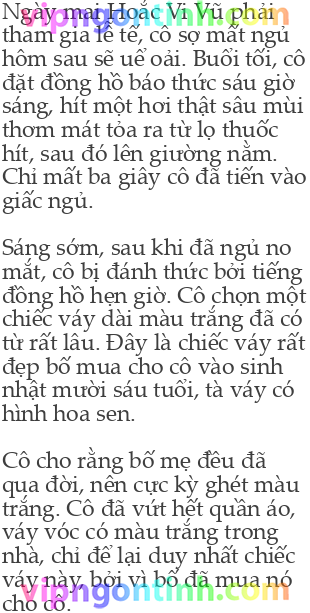 Ngày mai Hoắc Vi Vũ phải
tham gia lễ tế, cô sợ mất ngủ
hôm sau sẽ uể oải. Buổi tối, cô
đặt đồng hồ báo thức sáu giờ
sáng, hít một hơi thật sâu mùi
thơm mát tỏa ra từ lọ thuốc
hít, sau đó lên giường nằm.
Chỉ mất ba giây cô đã tiến vào
giấc ngủ.

Sáng sớm, sau khi đã ngủ no
mắt, cô bị đánh thức bởi tiếng
đồng hồ hẹn giờ. Cô chọn một
chiếc váy dài màu trắng đã có
từ rất lâu. Đây là chiếc váy rất
đẹp bố mua cho cô vào sinh
nhật mười sáu tuổi, tà váy có
hình hoa sen.

Cô cho rằng bố mẹ đều đã
qua đời, nên cực kỳ ghét màu
trắng. Cô đã vứt hết quần áo,
váy vóc có màu trắng trong
nhà, chỉ để lại duy nhất chiếc
váy này, bởi vì bố đã mua nó
cho cô.
vipngontinh.com
vipngontinh.com